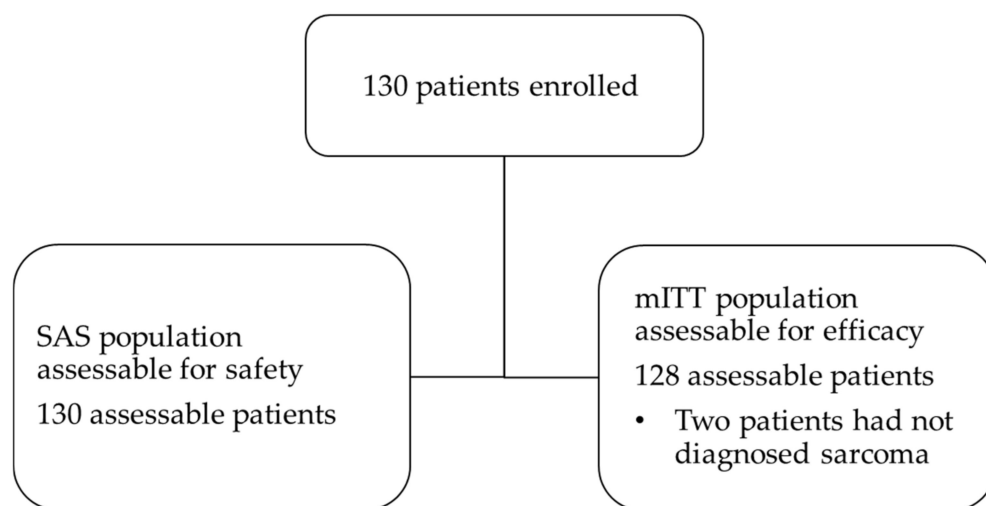 130 patients enrolled
SAS population
assessable for safety
130 assessable patients
mITT population
assessable for efficacy
128 assessable patients
• Two patients had not
diagnosed sarcoma